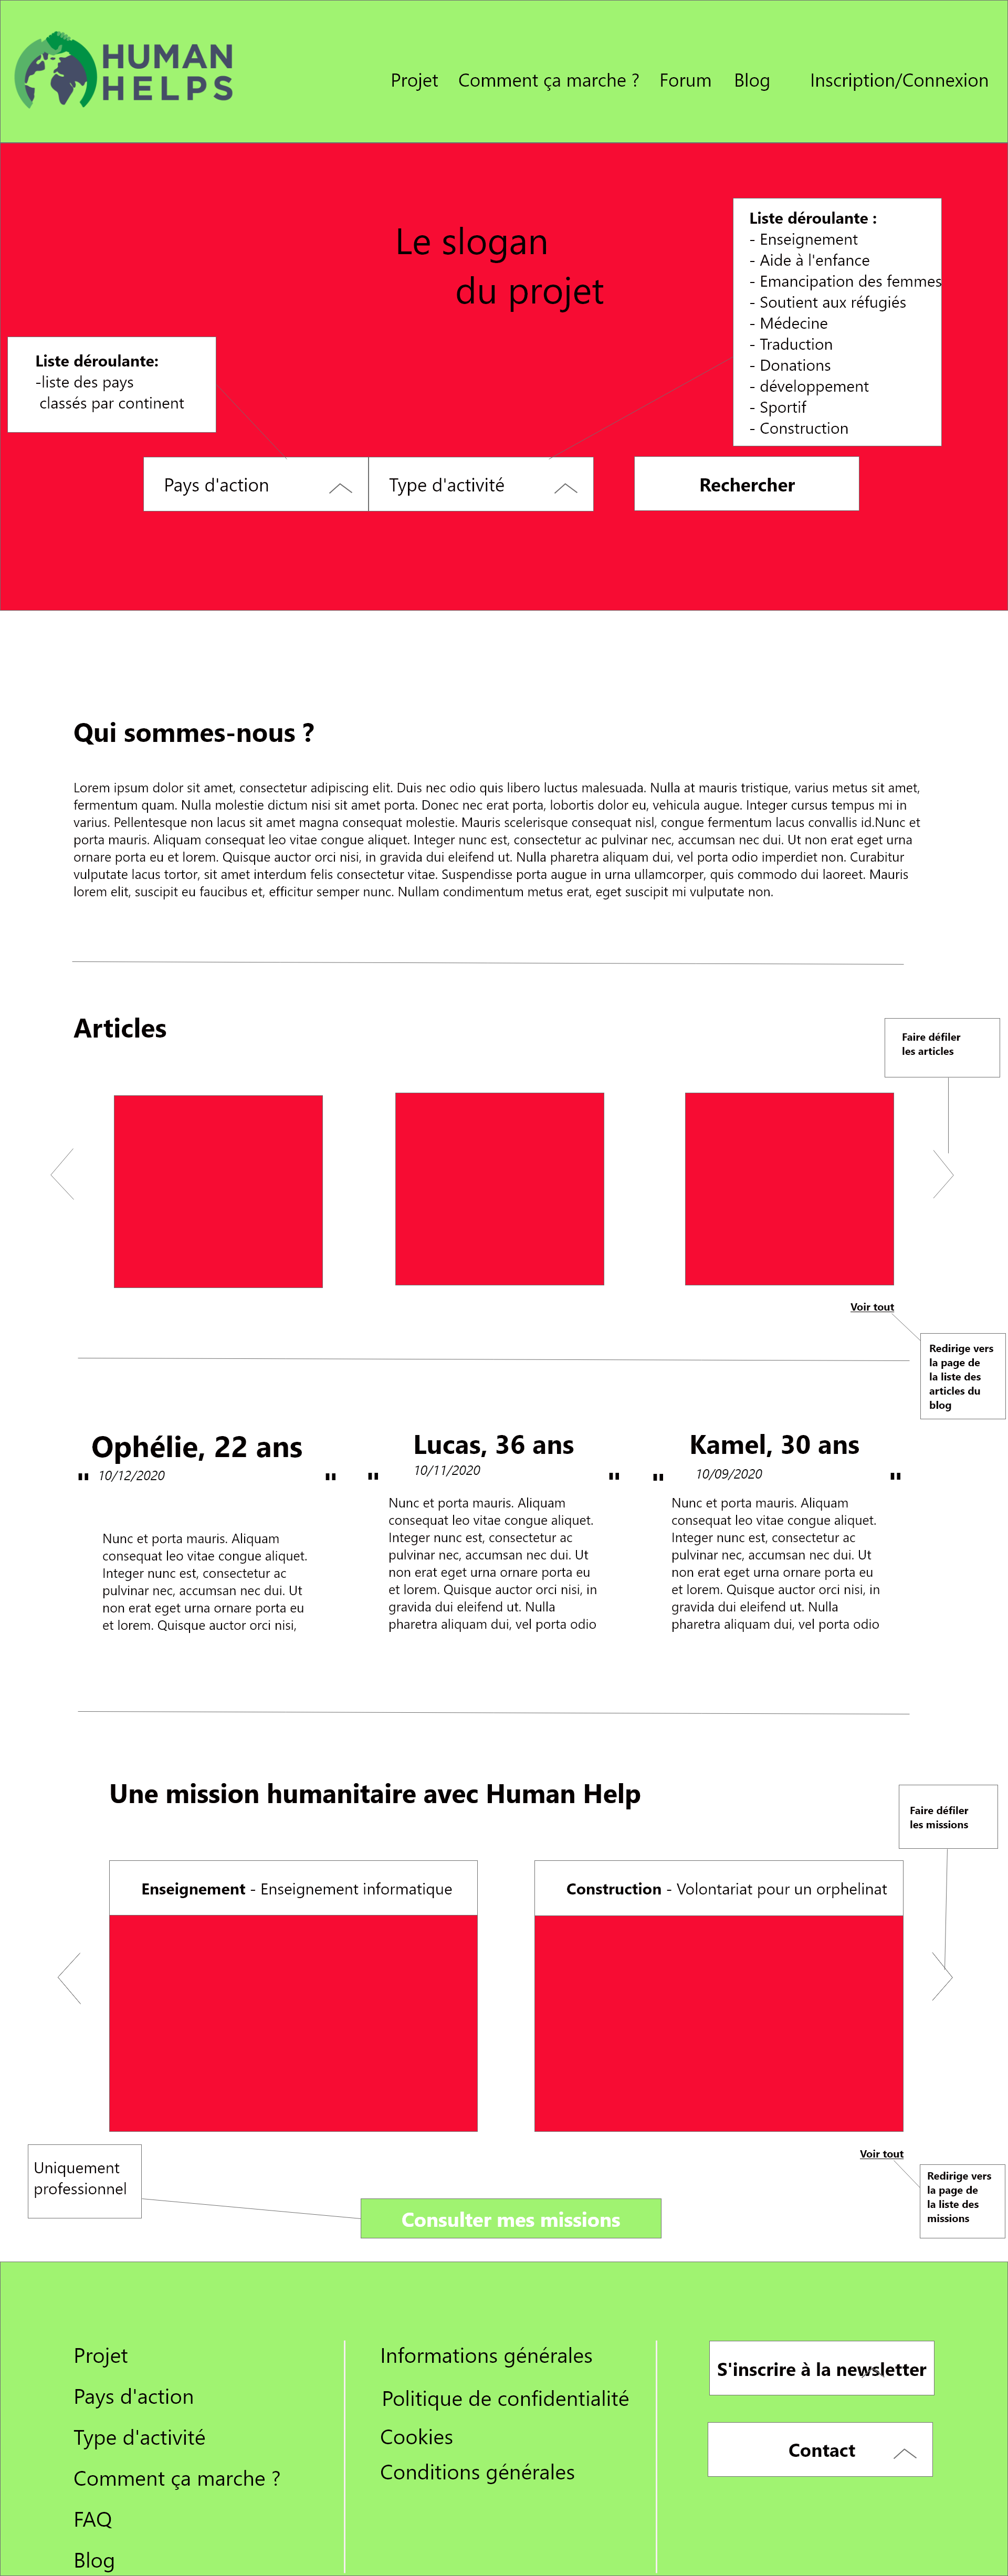 HUMAN
HELPS
Projet Comment ça marche ? Forum Blog Inscription/Connexion
Le slogan
du projet
Liste déroulante :
- Enseignement
- Aide à l'enfance
- Emancipation des femmes
- Soutient aux réfugiés
- Médecine
- Traduction
- Donations
- développement
- Sportif
- Construction
Liste déroulante:
-liste des pays
classés par continent
Pays d'action Type d'activité Rechercher
Qui sommes-nous ?
Lorem ipsum dolor sit amet, consectetur adipiscing elit. Duis nec odio quis libero luctus malesuada. Nulla at mauris tristique, varius metus sit amet,
fermentum quam. Nulla molestie dictum nisi sit amet porta. Donec nec erat porta, lobortis dolor eu, vehicula augue. Integer cursus tempus mi in
varius. Pellentesque non lacus sit amet magna consequat molestie. Mauris scelerisque consequat nisl, congue fermentum lacus convallis id.Nunc et
porta mauris. Aliquam consequat leo vitae congue aliquet. Integer nunc est, consectetur ac pulvinar nec, accumsan nec dui. Ut non erat eget urna
ornare porta eu et lorem. Quisque auctor orci nisi, in gravida dui eleifend ut. Nulla pharetra aliquam dui, vel porta odio imperdiet non. Curabitur
vulputate lacus tortor, sit amet interdum felis consectetur vitae. Suspendisse porta augue in urna ullamcorper, quis commodo dui laoreet. Mauris
lorem elit, suscipit eu faucibus et, efficitur semper nunc. Nullam condimentum metus erat, eget suscipit mi vulputate non.
Articles
Faire défiler
les articles
Voir tout
Redirige vers
la page de
la liste des
articles du
blog
Ophélie, 22 ans
" 10/12/2020 "
Nunc et porta mauris. Aliquam
consequat leo vitae congue aliquet.
Integer nunc est, consectetur ac
pulvinar nec, accumsan nec dui. Ut
non erat eget urna ornare porta eu
et lorem. Quisque auctor orci nisi,
Lucas, 36 ans
" 10/11/2020 "
Nunc et porta mauris. Aliquam
consequat leo vitae congue aliquet.
Integer nunc est, consectetur ac
pulvinar nec, accumsan nec dui. Ut
non erat eget urna ornare porta eu
et lorem. Quisque auctor orci nisi, in
gravida dui eleifend ut. Nulla
pharetra aliquam dui, vel porta odio
Kamel, 30 ans
" 10/09/2020 "
Nunc et porta mauris. Aliquam
consequat leo vitae congue aliquet.
Integer nunc est, consectetur ac
pulvinar nec, accumsan nec dui. Ut
non erat eget urna ornare porta eu
et lorem. Quisque auctor orci nisi, in
gravida dui eleifend ut. Nulla
pharetra aliquam dui, vel porta odio
Une mission humanitaire avec Human Help
Faire défiler
les missions
Enseignement - Enseignement informatique
Construction - Volontariat pour un orphelinat
Uniquement
professionnel
Voir tout
Redirige vers
la page de
la liste des
missions
Consulter mes missions
Projet
Pays d'action
Type d'activité
Comment ça marche ?
FAQ
Blog
Informations générales
Politique de confidentialité
Cookies
Conditions générales
S'inscrire à la newsletter
Contact